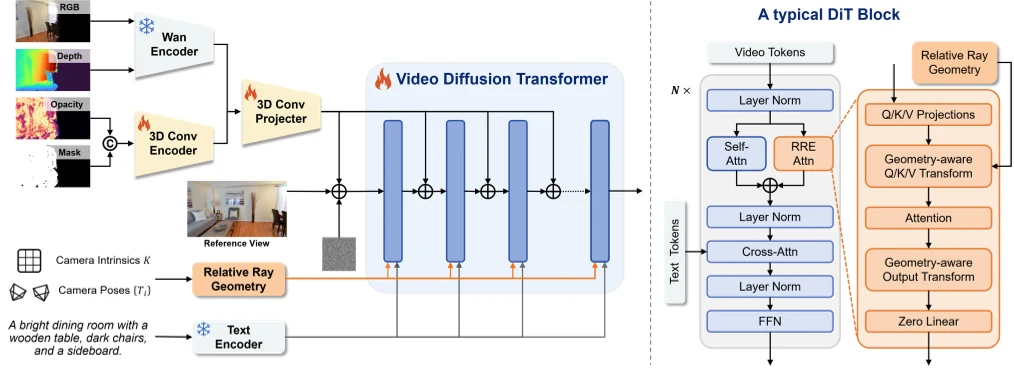 RGB
Depth
Opacity
Mask
C
Wan
Encoder
3D Conv
Encoder
3D Conv
Projecter
Video Diffusion Transformer
Reference View
Camera Intrinsics K
Camera Poses {T_i}
Relative Ray
Geometry
A bright dining room with a
wooden table, dark chairs,
and a sideboard.
Text
Encoder
A typical DiT Block
Video Tokens
N ×
Layer Norm
Self-
Attn
RRE
Attn
Layer Norm
Text Tokens
Cross-Attn
Layer Norm
FFN
Relative Ray
Geometry
Q/K/V Projections
Geometry-aware
Q/K/V Transform
Attention
Geometry-aware
Output Transform
Zero Linear